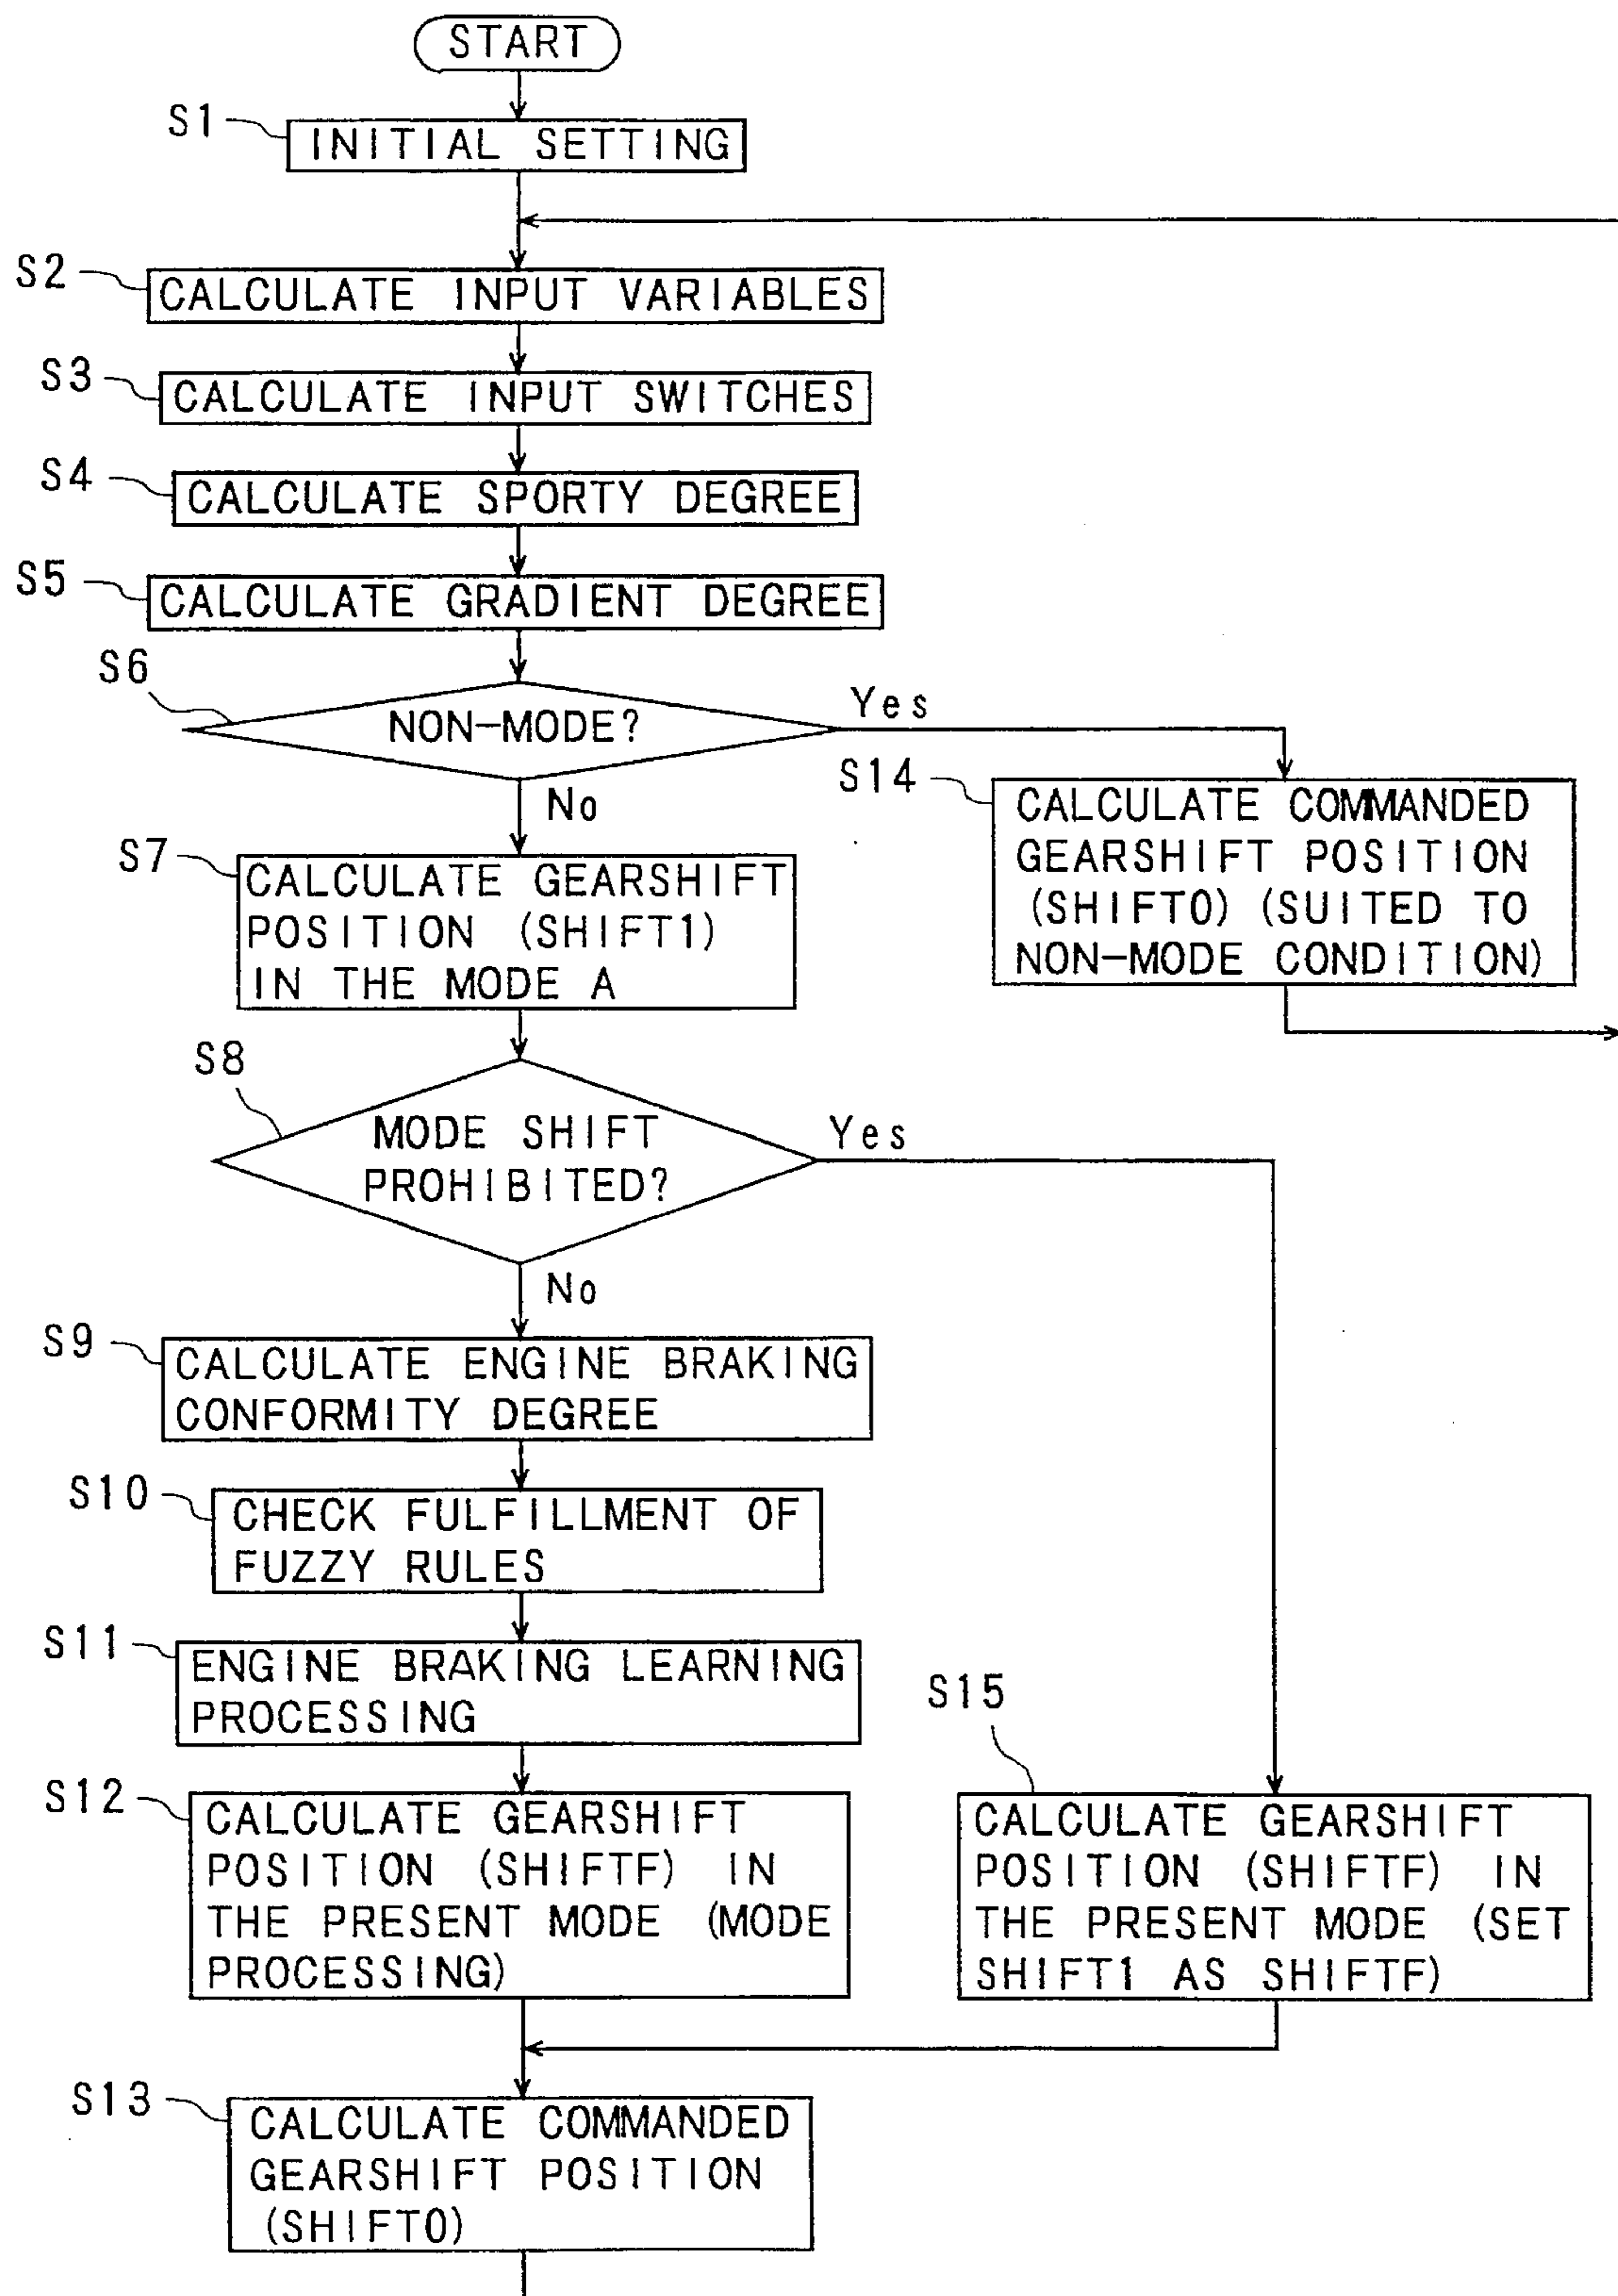 START
S1
INITIAL SETTING
S2
CALCULATE INPUT VARIABLES
S3
CALCULATE INPUT SWITCHES
S4
CALCULATE SPORTY DEGREE
S5
CALCULATE GRADIENT DEGREE
S6
NON-MODE?
Yes
No
S14
CALCULATE COMMANDED
GEARSHIFT POSITION
(SHIFT0) (SUITED TO
NON-MODE CONDITION)
S7
CALCULATE GEARSHIFT
POSITION (SHIFT1)
IN THE MODE A
S8
MODE SHIFT
PROHIBITED?
Yes
No
S9
CALCULATE ENGINE BRAKING
CONFORMITY DEGREE
S10
CHECK FULFILLMENT OF
FUZZY RULES
S11
ENGINE BRAKING LEARNING
PROCESSING
S12
CALCULATE GEARSHIFT
POSITION (SHIFTF) IN
THE PRESENT MODE (MODE
PROCESSING)
S15
CALCULATE GEARSHIFT
POSITION (SHIFTF) IN
THE PRESENT MODE (SET
SHIFT1 AS SHIFTF)
S13
CALCULATE COMMANDED
GEARSHIFT POSITION
(SHIFT0)